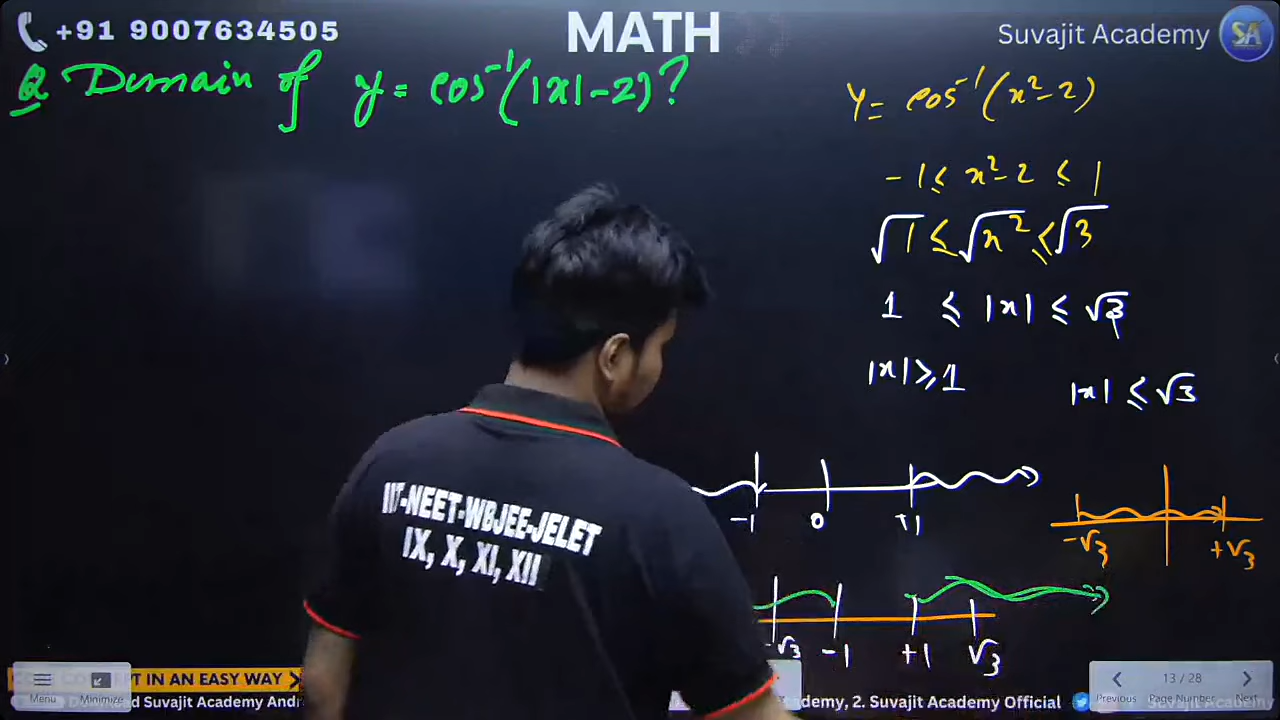 +91 9007634505
MATH
Suvajit Academy
SA
Q Domain of y = cos⁻¹(|x|-2)?
y = cos⁻¹(x²-2)
-1 ≤ x²-2 ≤ 1
√1 ≤ √x² ≤ √3
1 ≤ |x| ≤ √3
|x| ≥ 1
|x| ≤ √3
-1 0 +1
-√3 +√3
-√3 -1 +1 √3
IIT-NEET-WBJEE-JELET
IX, X, XI, XII
Menu
Minimize
PT IN AN EASY WAY
Previous
13 / 28
Page Number
Next
d Suvajit Academy
Academy, 2. Suvajit Academy Official
Suvajit Academy